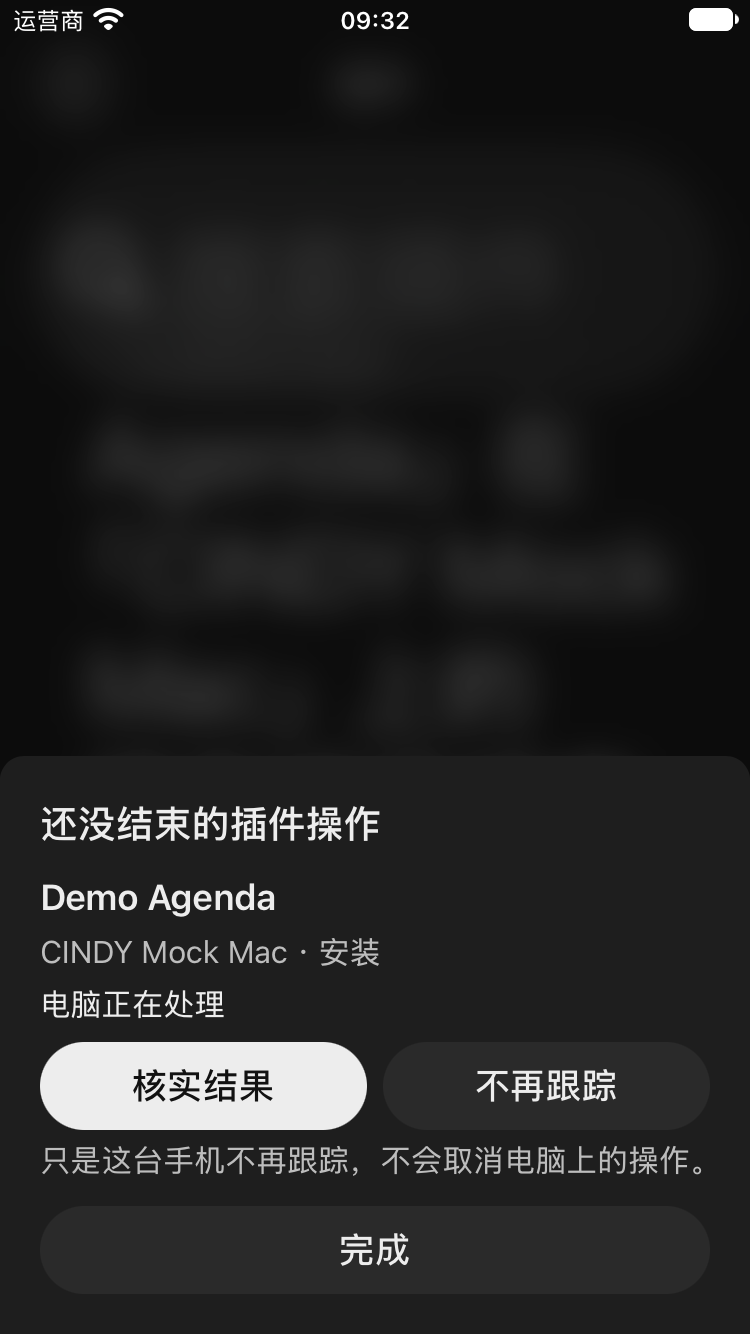 运营商
09:32
还没结束的插件操作
Demo Agenda
CINDY Mock Mac · 安装
电脑正在处理
核实结果
不再跟踪
只是这台手机不再跟踪，不会取消电脑上的操作。
完成